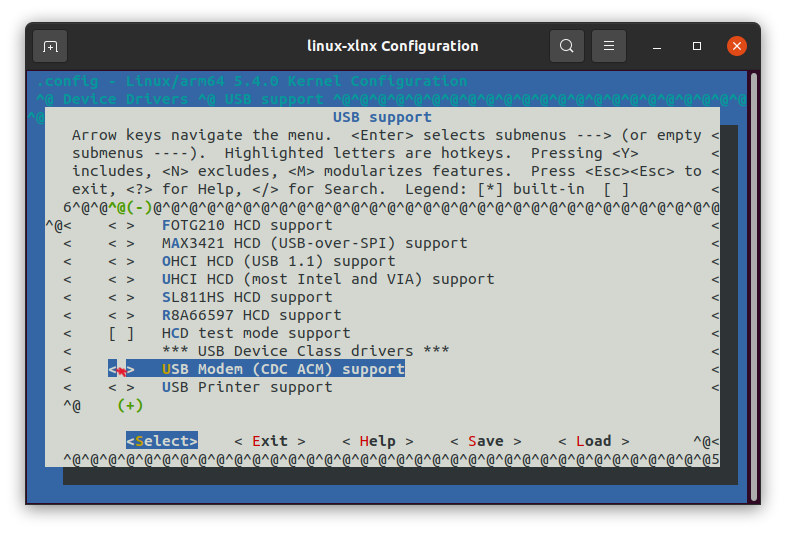 linux-xlnx Configuration
.config - Linux/arm64 5.4.0 Kernel Configuration
^@ Device Drivers ^@ USB support ^@^@^@^@^@^@^@^@^@^@^@^@^@^@^@^@^@^@^@^@^@^@^@
^@ USB support
Arrow keys navigate the menu.  <Enter> selects submenus ---> (or empty <
submenus ----).  Highlighted letters are hotkeys.  Pressing <Y> <
includes, <N> excludes, <M> modularizes features.  Press <Esc><Esc> to <
exit, <?> for Help, </> for Search.  Legend: [*] built-in  [ ] <
6^@^@^@(-)@^@^@^@^@^@^@^@^@^@^@^@^@^@^@^@^@^@^@^@^@^@^@^@^@^@^@^@^@^@^@^@
^@< < > FOTG210 HCD support <
< < > MAX3421 HCD (USB-over-SPI) support <
< < > OHCI HCD (USB 1.1) support <
< < > UHCI HCD (most Intel and VIA) support <
< < > SL811HS HCD support <
< < > R8A66597 HCD support <
< [ ] HCD test mode support <
< *** USB Device Class drivers *** <
< <*> USB Modem (CDC ACM) support <
< < > USB Printer support <
^@ (+)
<Select> < Exit > < Help > < Save > < Load > ^@<
^@^@^@^@^@^@^@^@^@^@^@^@^@^@^@^@^@^@^@^@^@^@^@^@^@^@^@^@^@^@^@^@^@^@^@^@5